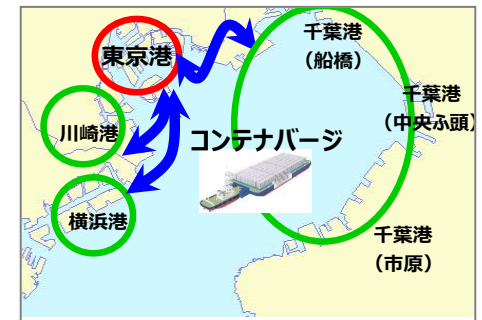 千葉港
（船橋）
東京港
千葉港
（中央ふ頭）
川崎港
コンテナバージ
横浜港
千葉港
（市原）